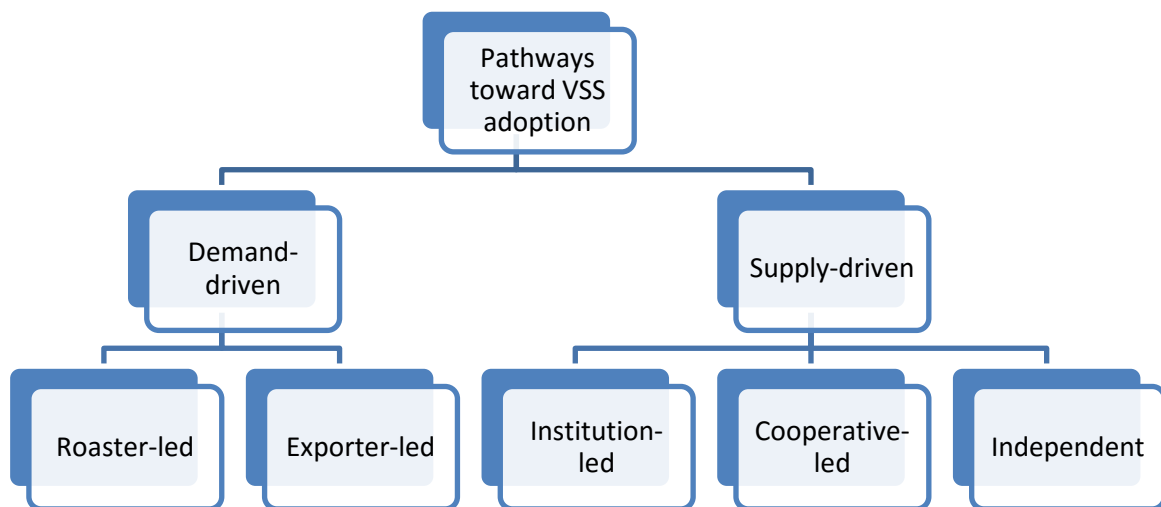 Pathways
toward VSS
adoption
Demand-
driven
Supply-driven
Roaster-led
Exporter-led
Institution-
led
Cooperative-
led
Independent